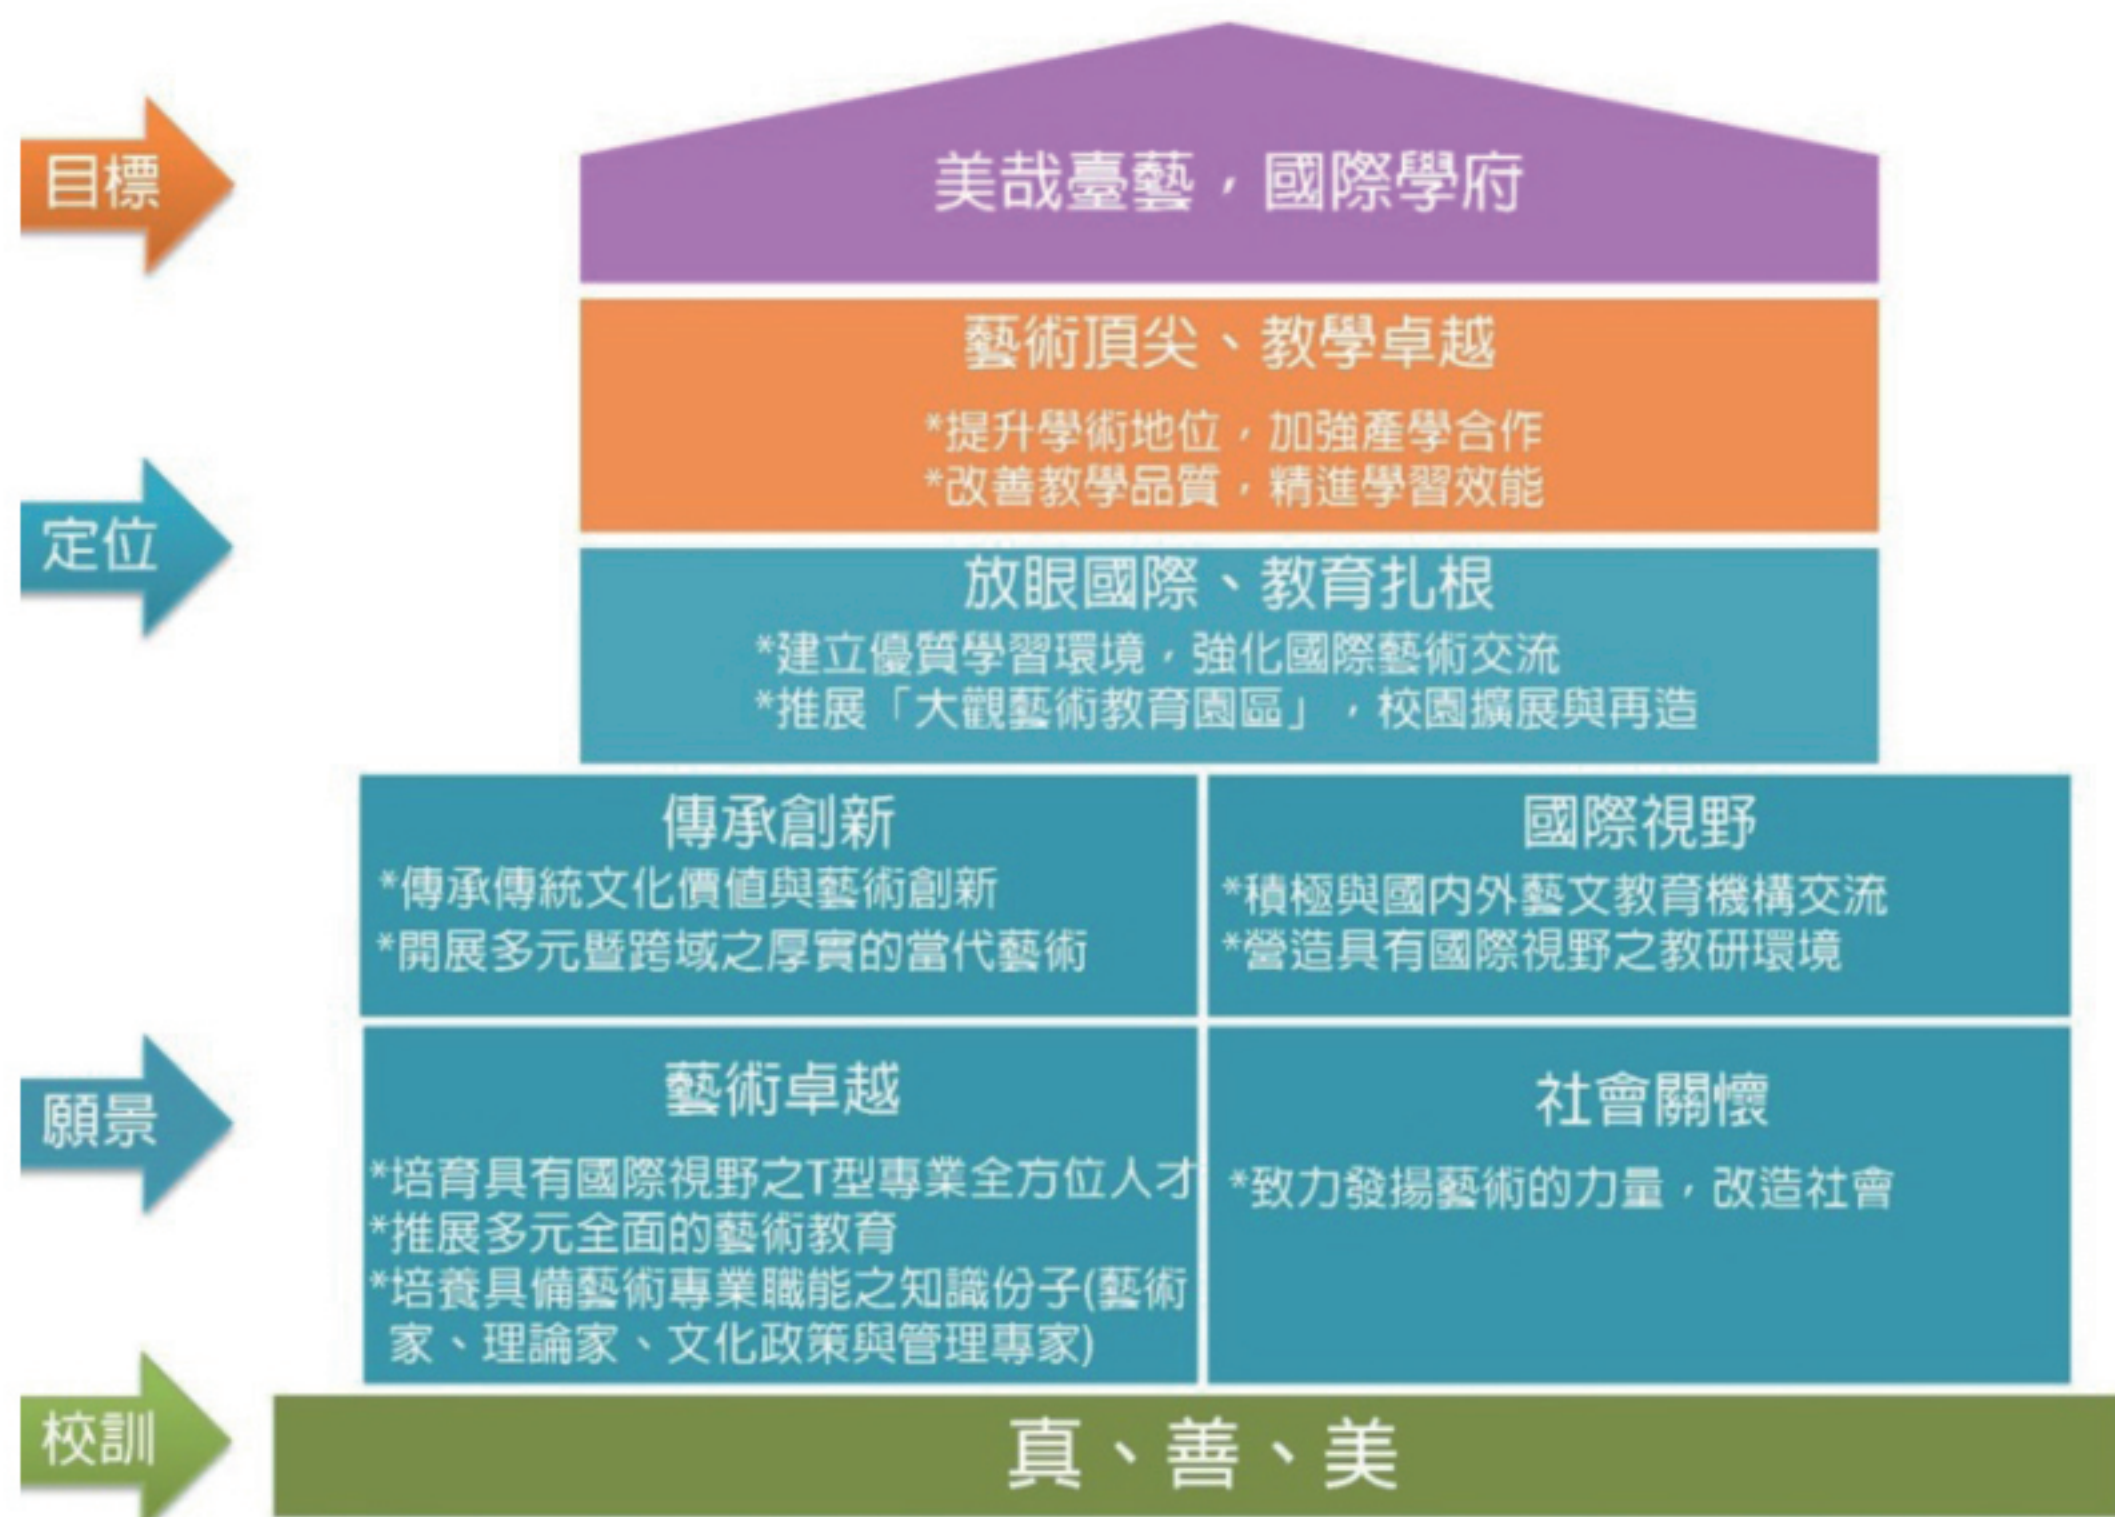 目標
美哉臺藝，國際學府
定位
藝術頂尖、教學卓越
*提升學術地位，加強產學合作
*改善教學品質，精進學習效能
放眼國際、教育扎根
*建立優質學習環境，強化國際藝術交流
*推展「大觀藝術教育園區」，校園擴展與再造
願景
傳承創新
*傳承傳統文化價值與藝術創新
*開展多元暨跨域之厚實的當代藝術
國際視野
*積極與國內外藝文教育機構交流
*營造具有國際視野之教研環境
藝術卓越
*培育具有國際視野之T型專業全方位人才
*推展多元全面的藝術教育
*培養具備藝術專業職能之知識份子(藝術
家、理論家、文化政策與管理專家)
社會關懷
*致力發揚藝術的力量，改造社會
校訓
真、善、美